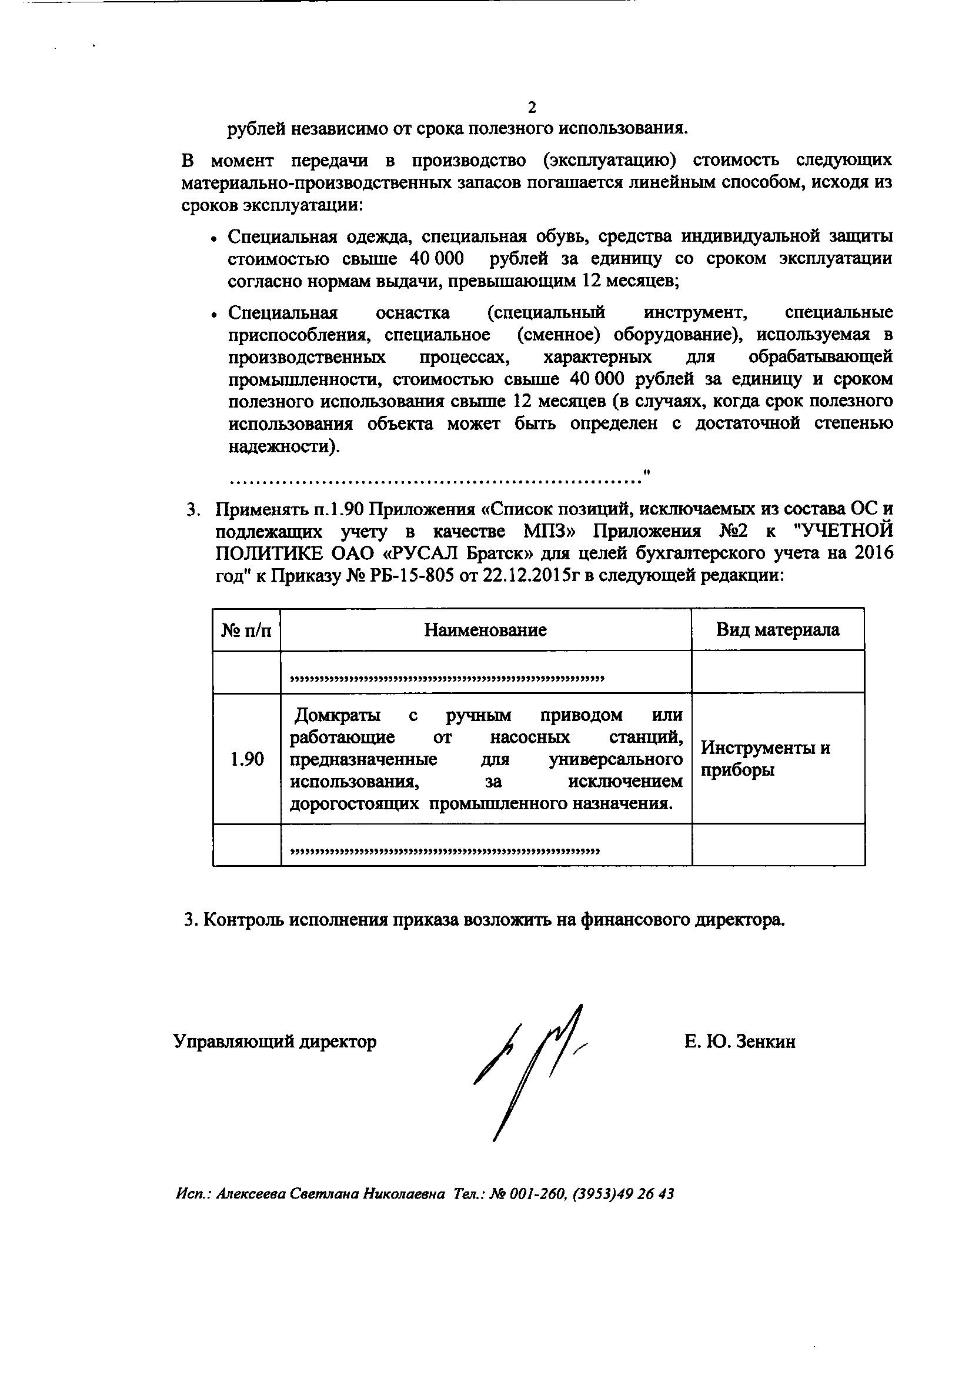 2
рублей независимо от срока полезного использования.
В момент передачи в производство (эксплуатацию) стоимость следующих
материально-производственных запасов погашается линейным способом, исходя из
сроков эксплуатации:
• Специальная одежда, специальная обувь, средства индивидуальной защиты
стоимостью свыше 40 000 рублей за единицу со сроком эксплуатации
согласно нормам выдачи, превышающим 12 месяцев;
• Специальная оснастка (специальный инструмент, специальные
приспособления, специальное (сменное) оборудование), используемая в
производственных процессах, характерных для обрабатывающей
промышленности, стоимостью свыше 40 000 рублей за единицу и сроком
полезного использования свыше 12 месяцев (в случаях, когда срок полезного
использования объекта может быть определен с достаточной степенью
надежности).
................................................................"
3. Применять п.1.90 Приложения «Список позиций, исключаемых из состава ОС и
подлежащих учету в качестве МПЗ» Приложения №2 к "УЧЕТНОЙ
ПОЛИТИКЕ ОАО «РУСАЛ Братск» для целей бухгалтерского учета на 2016
год" к Приказу № РБ-15-805 от 22.12.2015г в следующей редакции:
№ п/п Наименование Вид материала
,,,,,,,,,,,,,,,,,,,,,,,,,,,,,,,,,,,,,,,,,,,,,,,,,,,,,,,,,,,,,,
Домкраты с ручным приводом или
работающие от насосных станций,
1.90 предназначенные для универсального
использования, за исключением
дорогостоящих промышленного назначения.
Инструменты и
приборы
,,,,,,,,,,,,,,,,,,,,,,,,,,,,,,,,,,,,,,,,,,,,,,,,,,,,,,,,,,,,,,
3. Контроль исполнения приказа возложить на финансового директора.
Управляющий директор Е. Ю. Зенкин
Исп.: Алексеева Светлана Николаевна Тел.: № 001-260, (3953)49 26 43